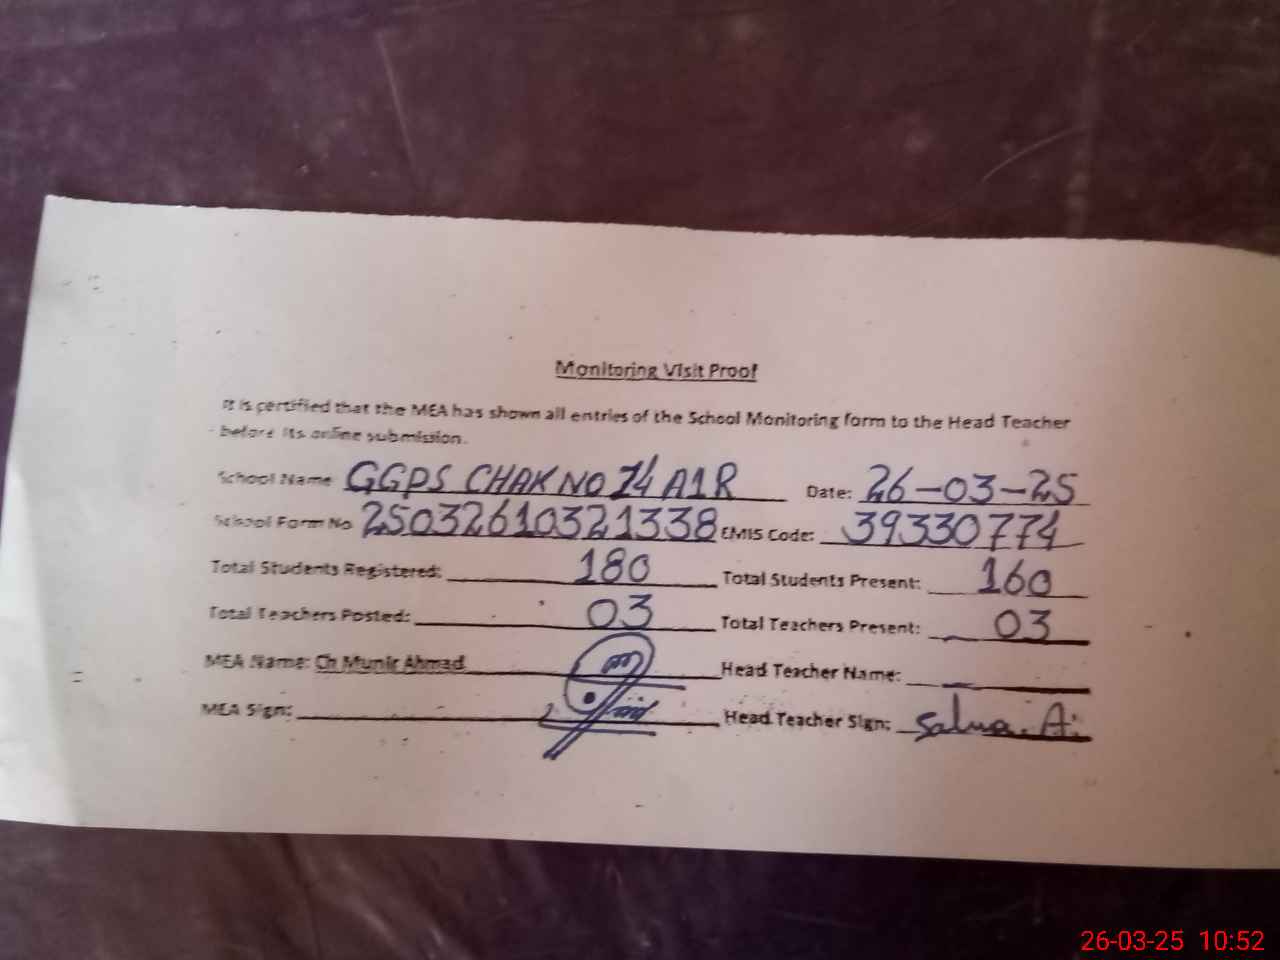 Monitoring Visit Proof
It is certified that the MEA has shown all entries of the School Monitoring form to the Head Teacher
before its online submission.
School Name GGPS CHAK NO 74 A1R Date: 26-03-25
School Form No 25032610321338 EMIS Code: 39330774
Total Students Registered: 180 Total Students Present: 160
Total Teachers Posted: 03 Total Teachers Present: 03
MEA Name: Ch Munir Ahmad Head Teacher Name:
MEA Sign: Head Teacher Sign: Salma. A.
26-03-25 10:52